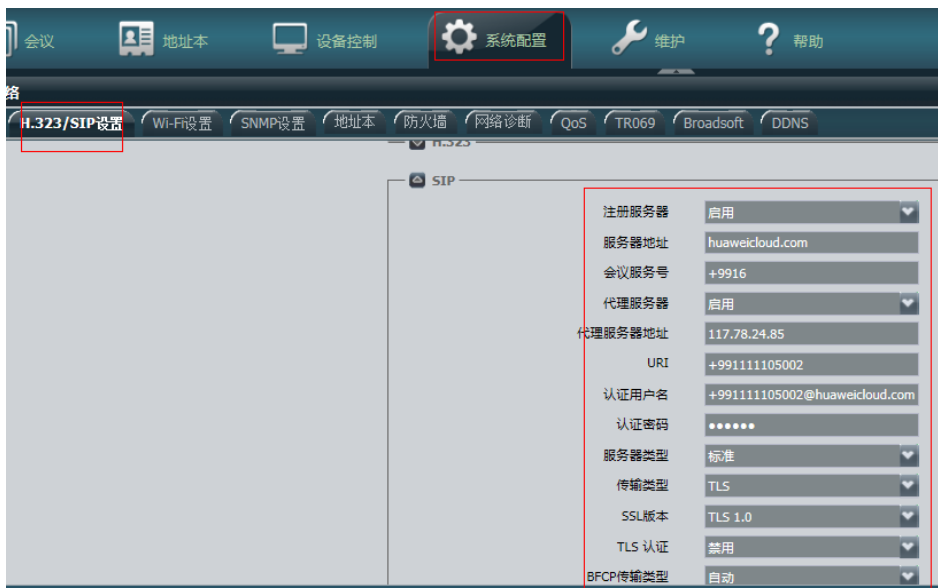 会议 地址本 设备控制 系统配置 维护 帮助
络
H.323/SIP设置 Wi-Fi设置 SNMP设置 地址本 防火墙 网络诊断 QoS TR069 Broadsoft DDNS
H.323
SIP
注册服务器 启用
服务器地址 huaweicloud.com
会议服务号 +9916
代理服务器 启用
代理服务器地址 117.78.24.85
URI +991111105002
认证用户名 +991111105002@huaweicloud.com
认证密码 ••••••
服务器类型 标准
传输类型 TLS
SSL版本 TLS 1.0
TLS 认证 禁用
BFCP传输类型 自动